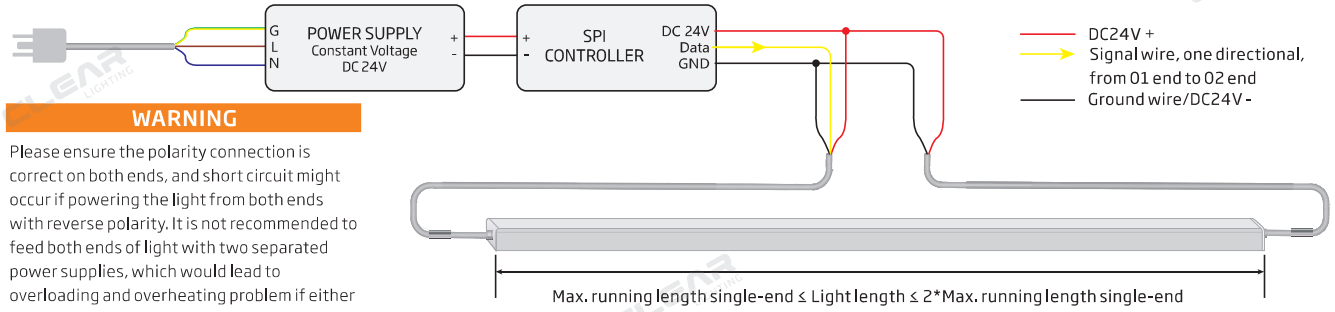 G
L
N
POWER SUPPLY
Constant Voltage
DC 24V
+
-
+
-
SPI
CONTROLLER
DC 24V
Data
GND
DC24V +
Signal wire, one directional,
from 01 end to 02 end
Ground wire/DC24V -
CLEAR
LIGHTING
WARNING
Please ensure the polarity connection is
correct on both ends, and short circuit might
occur if powering the light from both ends
with reverse polarity. It is not recommended to
feed both ends of light with two separated
power supplies, which would lead to
overloading and overheating problem if either
Max. running length single-end ≤ Light length ≤ 2*Max. running length single-end
CLEAR